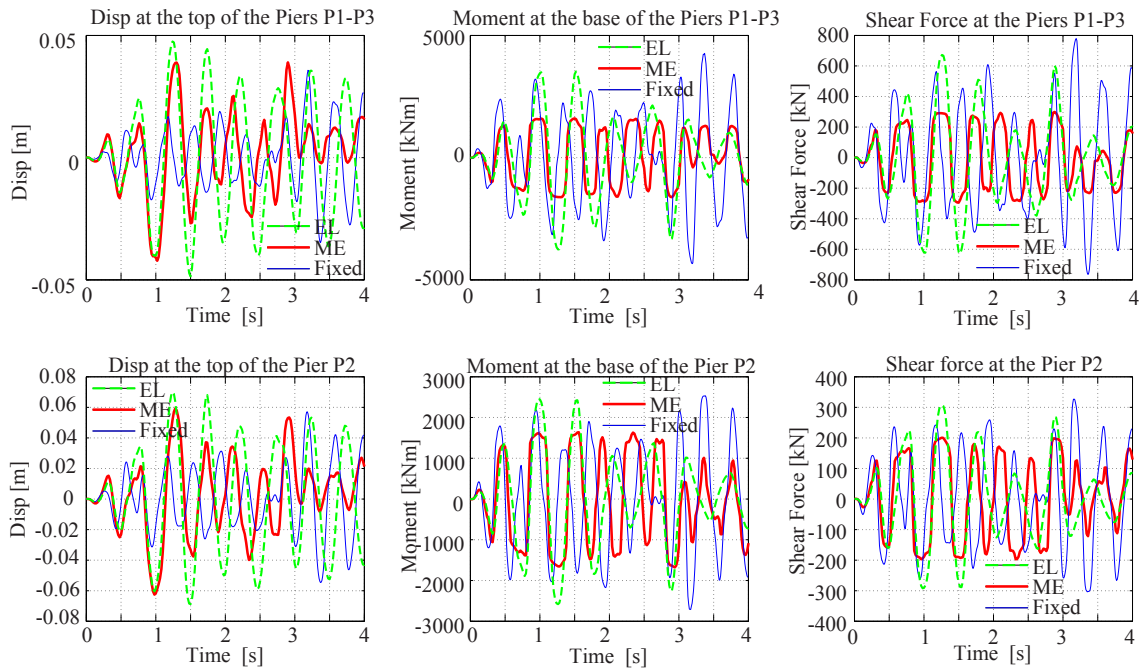 Disp at the top of the Piers P1-P3
Moment at the base of the Piers P1-P3
Shear Force at the Piers P1-P3
0.05
0
-0.05
Disp [m]
EL
ME
Fixed
0 1 2 3 4
Time [s]
5000
0
-5000
Moment [kNm]
EL
ME
Fixed
0 1 2 3 4
Time [s]
800
600
400
200
0
-200
-400
-600
-800
Shear Force [kN]
EL
ME
Fixed
0 1 2 3 4
Time [s]
Disp at the top of the Pier P2
Moment at the base of the Pier P2
Shear force at the Pier P2
0.08
0.06
0.04
0.02
0
-0.02
-0.04
-0.06
-0.08
Disp [m]
EL
ME
Fixed
0 1 2 3 4
Time [s]
3000
2000
1000
0
-1000
-2000
-3000
Moment [kNm]
EL
ME
Fixed
0 1 2 3 4
Time [s]
400
300
200
100
0
-100
-200
-300
-400
Shear Force [kN]
EL
ME
Fixed
0 1 2 3 4
Time [s]